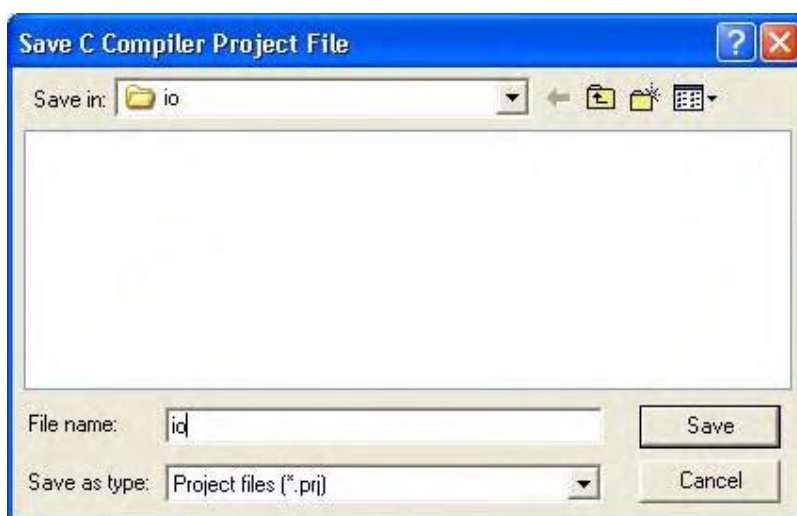 Save C Compiler Project File
Save in: io
File name: io
Save
Save as type: Project files (*.prj)
Cancel